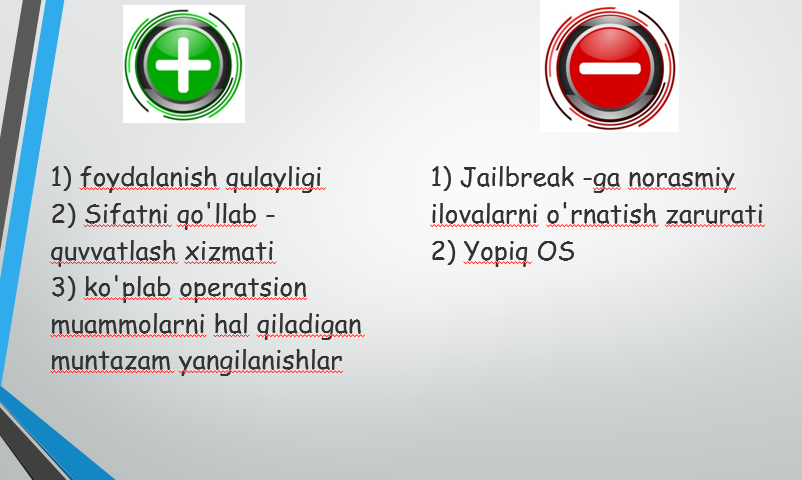 1) foydalanish qulayligi
2) Sifatni qo'llab -
quvvatlash xizmati
3) ko'plab operatsion
muammolarni hal qiladigan
muntazam yangilanishlar
1) Jailbreak -ga norasmiy
ilovalarni o'rnatish zarurati
2) Yopiq OS